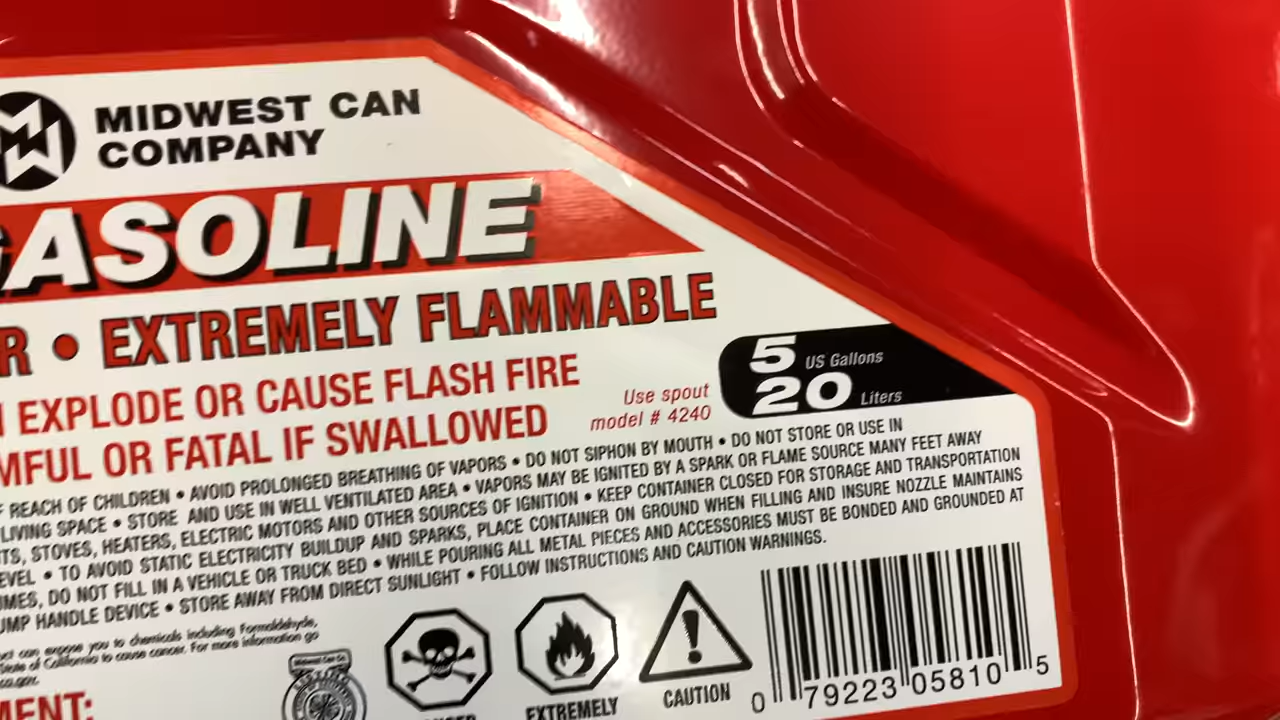 MIDWEST CAN
COMPANY
GASOLINE
R • EXTREMELY FLAMMABLE
EXPLODE OR CAUSE FLASH FIRE
MFUL OR FATAL IF SWALLOWED
Use spout
model # 4240
5 US Gallons
20 Liters
F REACH OF CHILDREN • AVOID PROLONGED BREATHING OF VAPORS • DO NOT SIPHON BY MOUTH • DO NOT STORE OR USE IN
LIVING SPACE • STORE AND USE IN WELL VENTILATED AREA • VAPORS MAY BE IGNITED BY A SPARK OR FLAME SOURCE MANY FEET AWAY
TS, STOVES, HEATERS, ELECTRIC MOTORS AND OTHER SOURCES OF IGNITION • KEEP CONTAINER CLOSED FOR STORAGE AND TRANSPORTATION
EVEL • TO AVOID STATIC ELECTRICITY BUILDUP AND SPARKS, PLACE CONTAINER ON GROUND WHEN FILLING AND INSURE NOZZLE MAINTAINS
UMES, DO NOT FILL IN A VEHICLE OR TRUCK BED • WHILE POURING ALL METAL PIECES AND ACCESSORIES MUST BE BONDED AND GROUNDED AT
UMP HANDLE DEVICE • STORE AWAY FROM DIRECT SUNLIGHT • FOLLOW INSTRUCTIONS AND CAUTION WARNINGS.
uct can expose you to chemicals including Formaldehyde,
State of California to cause cancer. For more information go
ca.gov.
Midwest Can Co.
MENT:
EXTREMELY
CAUTION
0 79223 05810 5